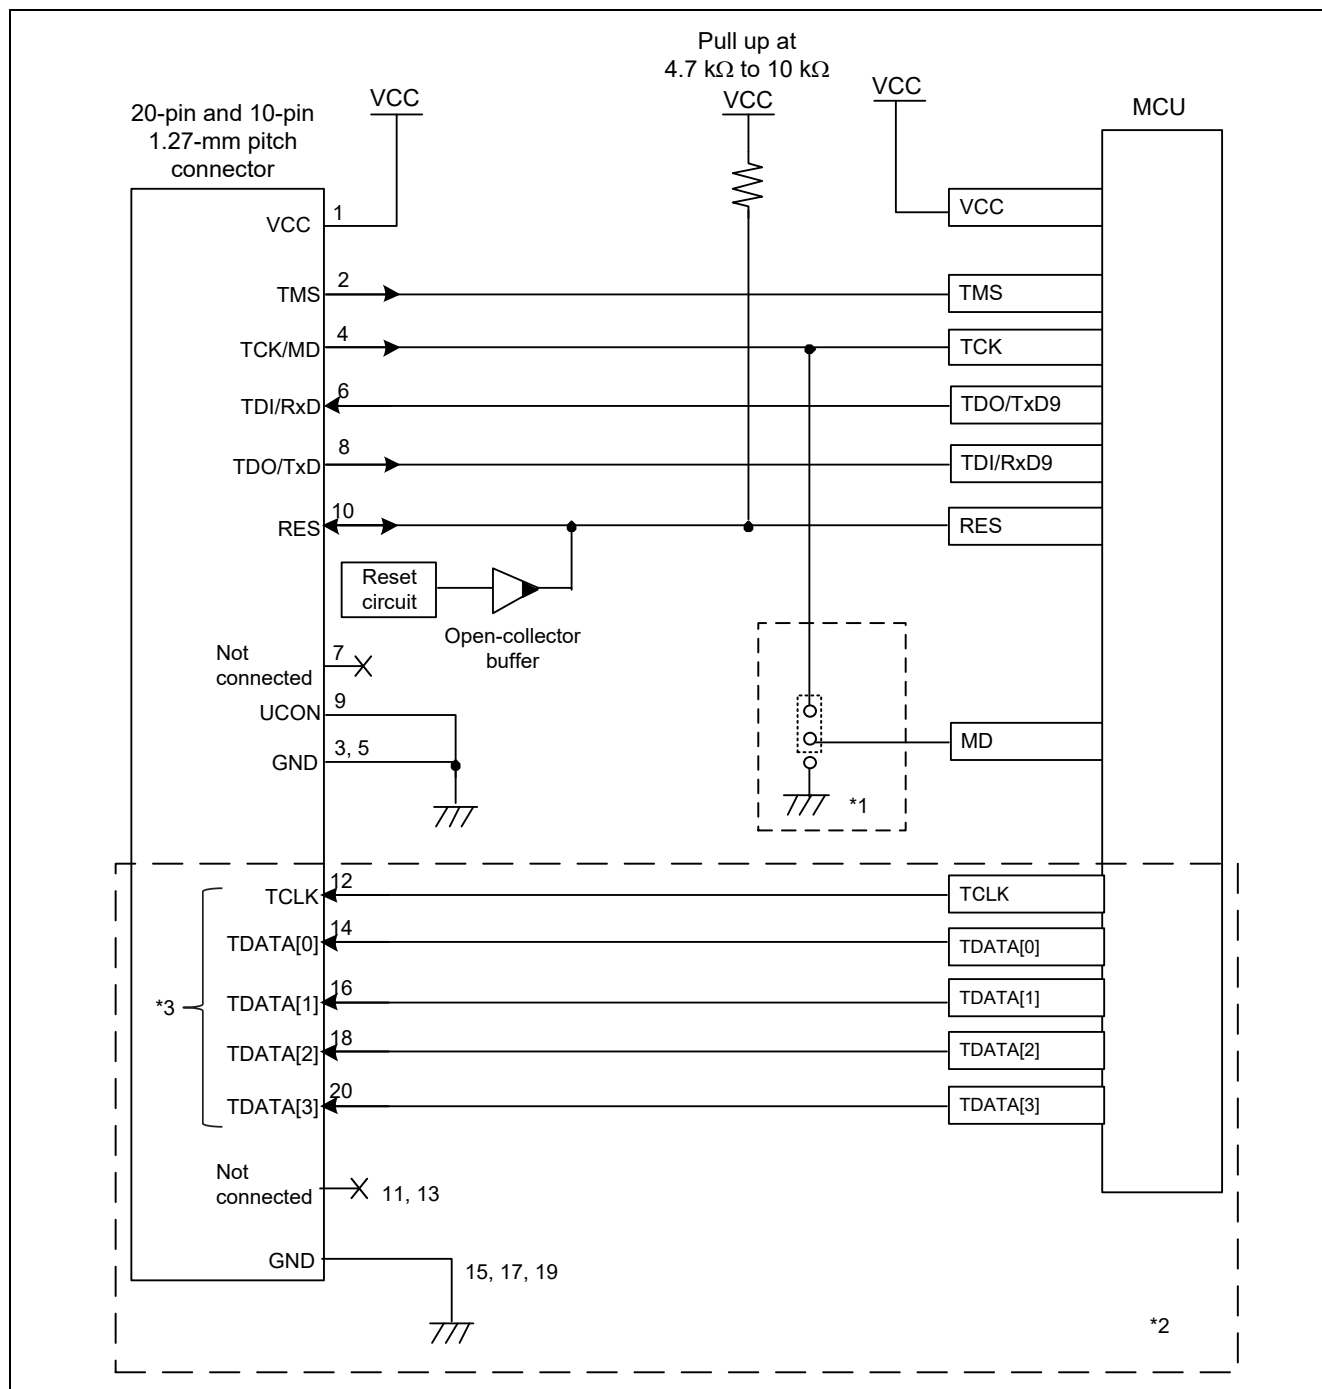 Pull up at
4.7 kΩ to 10 kΩ
VCC
VCC
VCC
20-pin and 10-pin
1.27-mm pitch
connector
MCU
VCC
1
VCC
TMS
2
TMS
TCK/MD
4
TCK
TDI/RxD
6
TDO/TxD9
TDO/TxD
8
TDI/RxD9
RES
10
RES
Reset
circuit
Open-collector
buffer
Not
connected
7
UCON
9
GND
3, 5
MD
*1
TCLK
12
TCLK
TDATA[0]
14
TDATA[0]
*3
TDATA[1]
16
TDATA[1]
TDATA[2]
18
TDATA[2]
TDATA[3]
20
TDATA[3]
Not
connected
11, 13
GND
15, 17, 19
*2